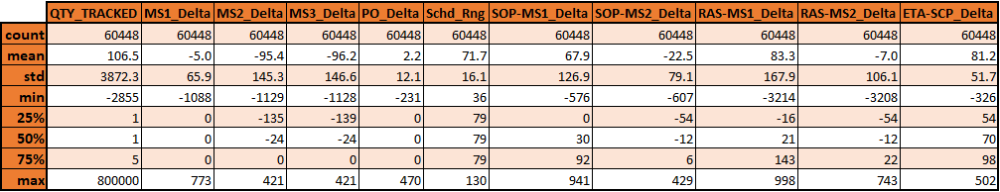 QTY_TRACKED MS1_Delta MS2_Delta MS3_Delta PO_Delta Schd_Rng SOP-MS1_Delta SOP-MS2_Delta RAS-MS1_Delta RAS-MS2_Delta ETA-SCP_Delta
count 60448 60448 60448 60448 60448 60448 60448 60448 60448 60448 60448
mean 106.5 -5.0 -95.4 -96.2 2.2 71.7 67.9 -22.5 83.3 -7.0 81.2
std 3872.3 65.9 145.3 146.6 12.1 16.1 126.9 79.1 167.9 106.1 51.7
min -2855 -1088 -1129 -1128 -231 36 -576 -607 -3214 -3208 -326
25% 1 0 -135 -139 0 79 0 -54 -16 -54 54
50% 1 0 -24 -24 0 79 30 -12 21 -12 70
75% 5 0 0 0 0 79 92 6 143 22 98
max 800000 773 421 421 470 130 941 429 998 743 502